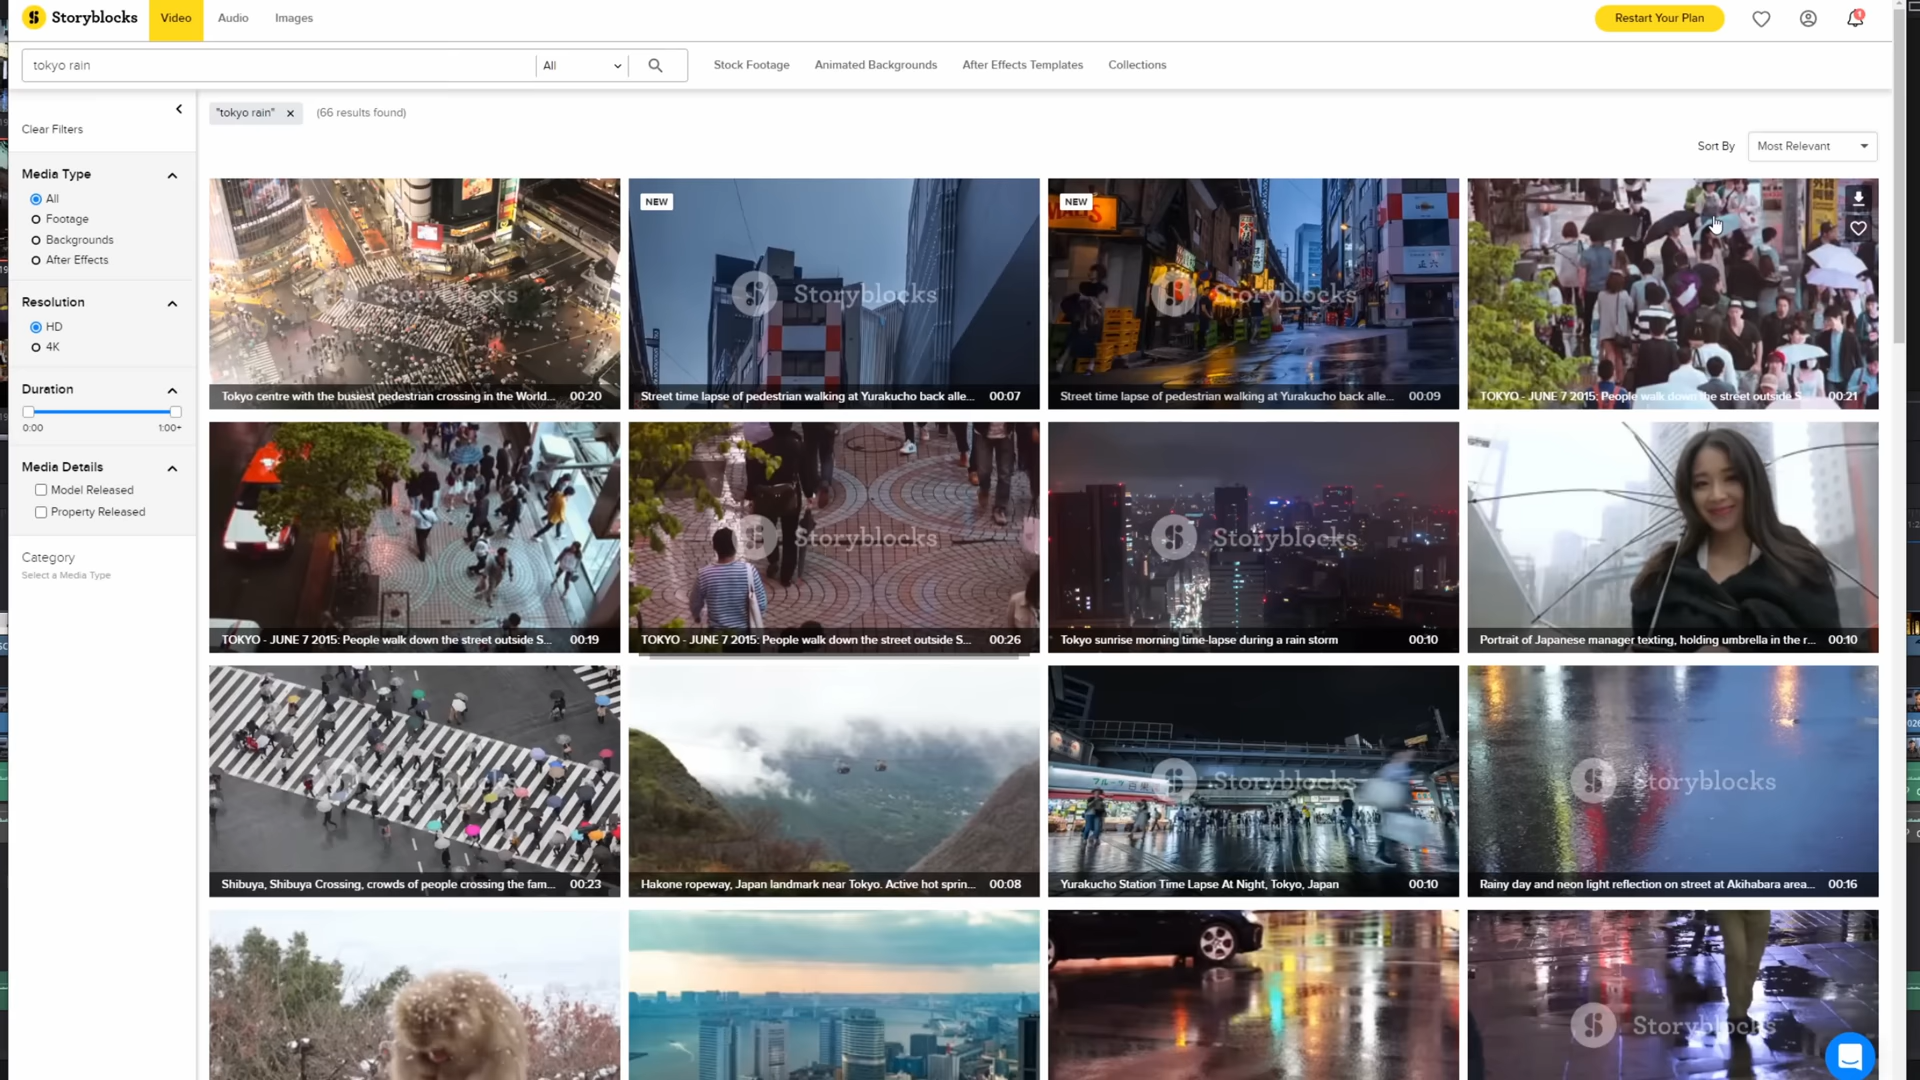 Storyblocks
Video
Audio
Images
Restart Your Plan
tokyo rain
All
Stock Footage
Animated Backgrounds
After Effects Templates
Collections
Clear Filters
"tokyo rain"
(66 results found)
Sort By
Most Relevant
Media Type
All
Footage
Backgrounds
After Effects
Resolution
HD
4K
Duration
0:00
1:00+
Media Details
Model Released
Property Released
Category
Select a Media Type
Storyblocks
Tokyo centre with the busiest pedestrian crossing in the World... 00:20
NEW
Storyblocks
Street time lapse of pedestrian walking at Yurakucho back alle... 00:07
NEW
Storyblocks
Street time lapse of pedestrian walking at Yurakucho back alle... 00:09
TOKYO - JUNE 7 2015: People walk down the street outside S... 00:21
TOKYO - JUNE 7 2015: People walk down the street outside S... 00:19
Storyblocks
TOKYO - JUNE 7 2015: People walk down the street outside S... 00:26
Storyblocks
Tokyo sunrise morning time-lapse during a rain storm 00:10
Portrait of Japanese manager texting, holding umbrella in the r... 00:10
Shibuya, Shibuya Crossing, crowds of people crossing the fam... 00:23
Hakone ropeway, Japan landmark near Tokyo. Active hot sprin... 00:08
Storyblocks
Yurakucho Station Time Lapse At Night, Tokyo, Japan 00:10
Storyblocks
Rainy day and neon light reflection on street at Akihabara area... 00:16
Storyblocks